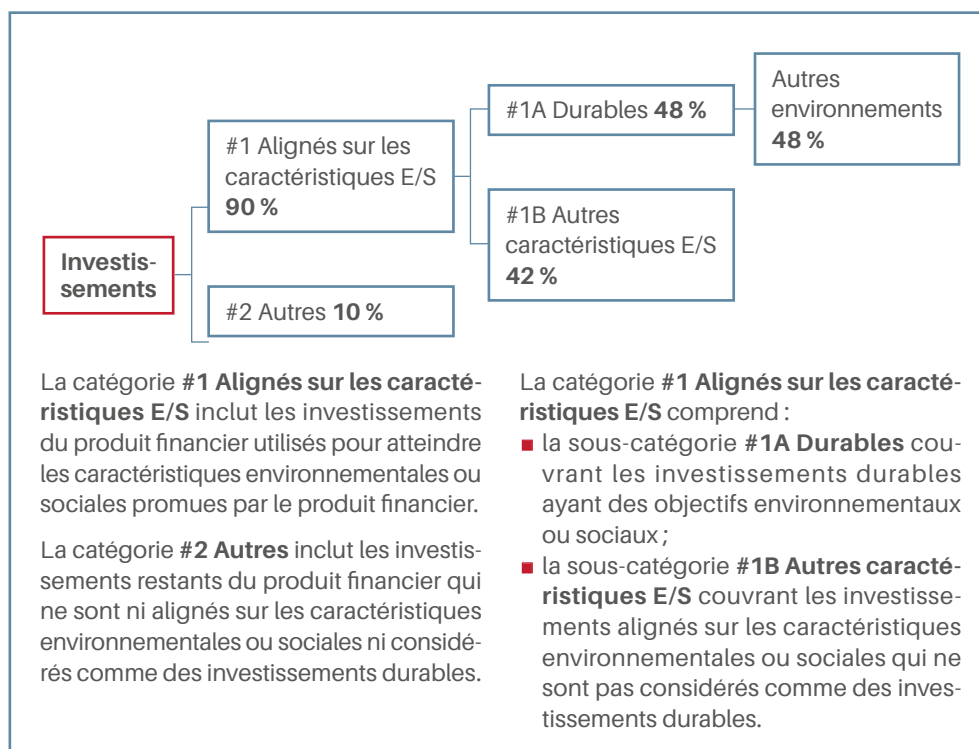 Investis-
sements
#1 Alignés sur les
caractéristiques E/S
90 %
#2 Autres 10 %
#1A Durables 48 %
#1B Autres
caractéristiques E/S
42 %
Autres
environnements
48 %
La catégorie #1 Alignés sur les caracté-
ristiques E/S inclut les investissements
du produit financier utilisés pour atteindre
les caractéristiques environnementales ou
sociales promues par le produit financier.
La catégorie #2 Autres inclut les investis-
sements restants du produit financier qui
ne sont ni alignés sur les caractéristiques
environnementales ou sociales ni considé-
rés comme des investissements durables.
La catégorie #1 Alignés sur les caracté-
ristiques E/S comprend :
■ la sous-catégorie #1A Durables cou-
vrant les investissements durables
ayant des objectifs environnementaux
ou sociaux ;
■ la sous-catégorie #1B Autres caracté-
ristiques E/S couvrant les investisse-
ments alignés sur les caractéristiques
environnementales ou sociales qui ne
sont pas considérés comme des inves-
tissements durables.